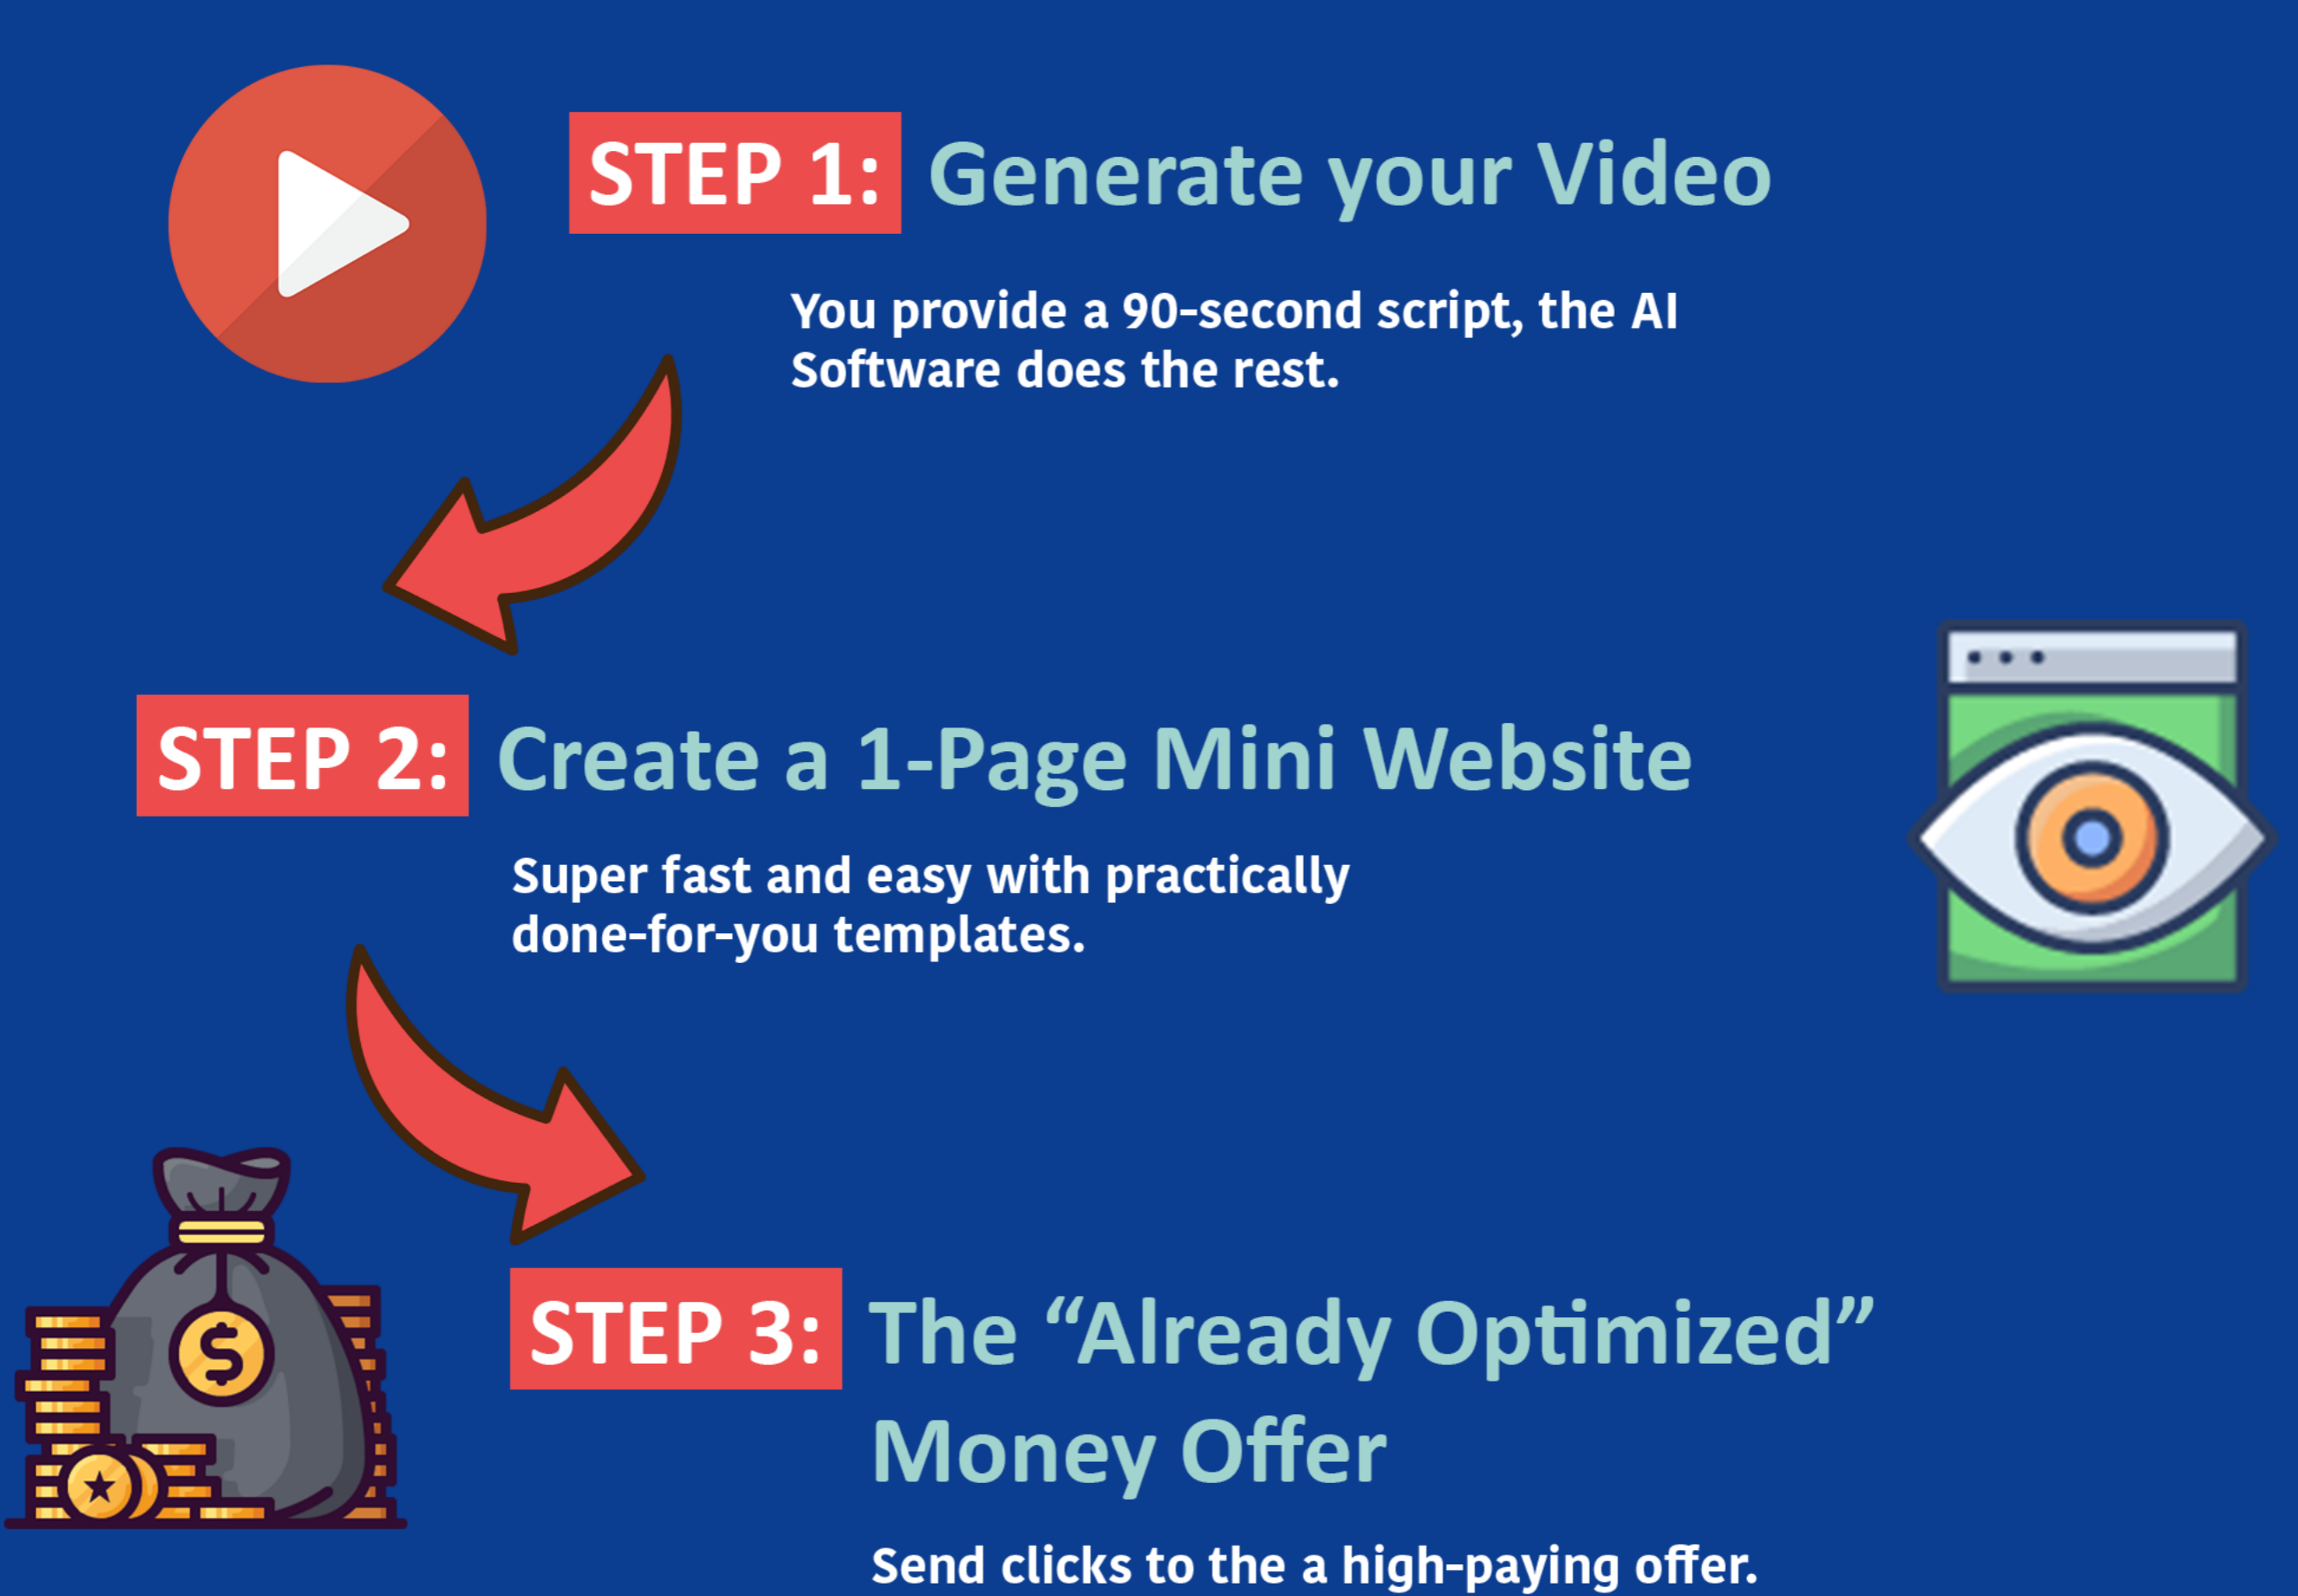 STEP 1: Generate your Video
You provide a 90-second script, the AI
Software does the rest.
STEP 2: Create a 1-Page Mini Website
Super fast and easy with practically
done-for-you templates.
STEP 3: The “Already Optimized”
Money Offer
Send clicks to the a high-paying offer.